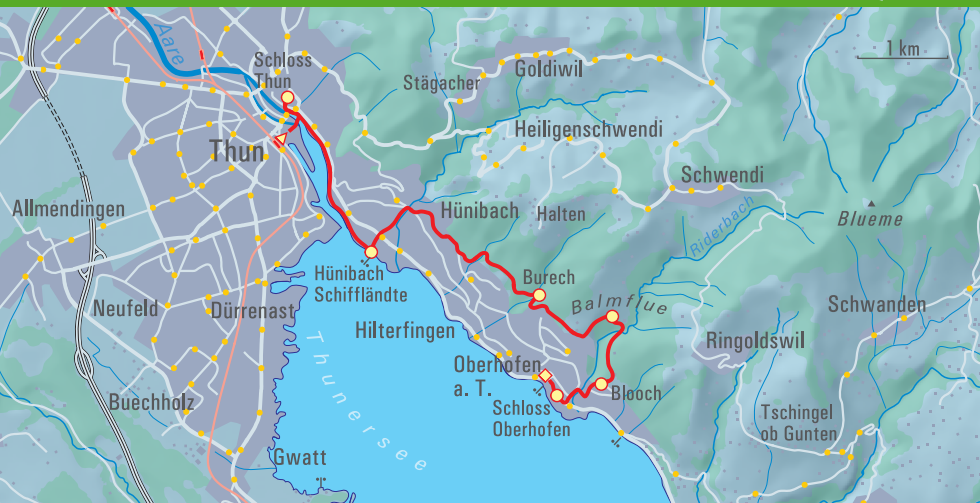 Aare
1 km
Schloss
Thun
Goldiwil
Stägacher
Heiligenschwendi
Thun
Schwendi
Allmendingen
Hünibach
Halten
Riderbach
Blueme
Hünibach
Schiffländte
Burech
Balmflue
Neufeld
Dürrenast
Schwanden
Hilterfingen
Ringoldswil
Thunersee
Oberhofen
a. T.
Blooch
Buechholz
Schloss
Oberhofen
Tschingel
ob Gunten
Gwatt